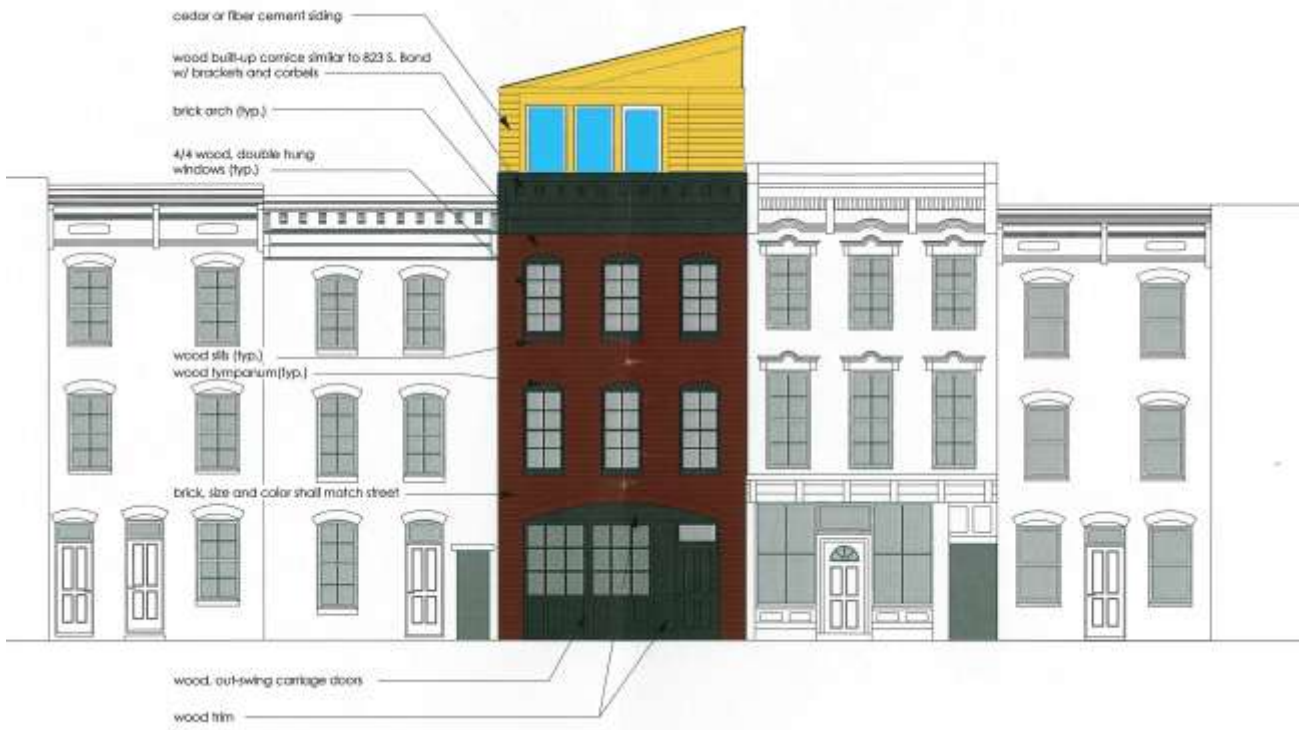 cedar or fiber cement siding
wood built-up cornice similar to 823 S. Bond
w/ brackets and corbels
brick arch (typ.)
4/4 wood, double hung
windows (typ.)
wood sills (typ.)
wood tympanum(typ.)
brick, size and color shall match street
wood, out-swing carriage doors
wood trim